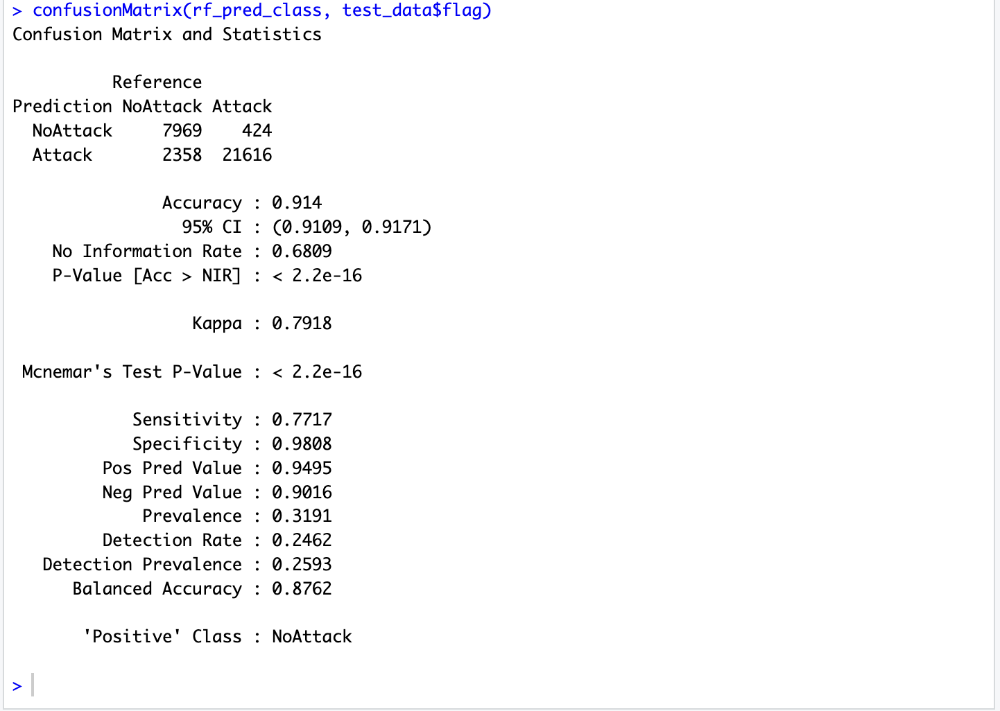 > confusionMatrix(rf_pred_class, test_data$flag)
Confusion Matrix and Statistics
Reference
Prediction NoAttack Attack
NoAttack 7969 424
Attack 2358 21616
Accuracy : 0.914
95% CI : (0.9109, 0.9171)
No Information Rate : 0.6809
P-Value [Acc > NIR] : < 2.2e-16
Kappa : 0.7918
Mcnemar's Test P-Value : < 2.2e-16
Sensitivity : 0.7717
Specificity : 0.9808
Pos Pred Value : 0.9495
Neg Pred Value : 0.9016
Prevalence : 0.3191
Detection Rate : 0.2462
Detection Prevalence : 0.2593
Balanced Accuracy : 0.8762
'Positive' Class : NoAttack
>